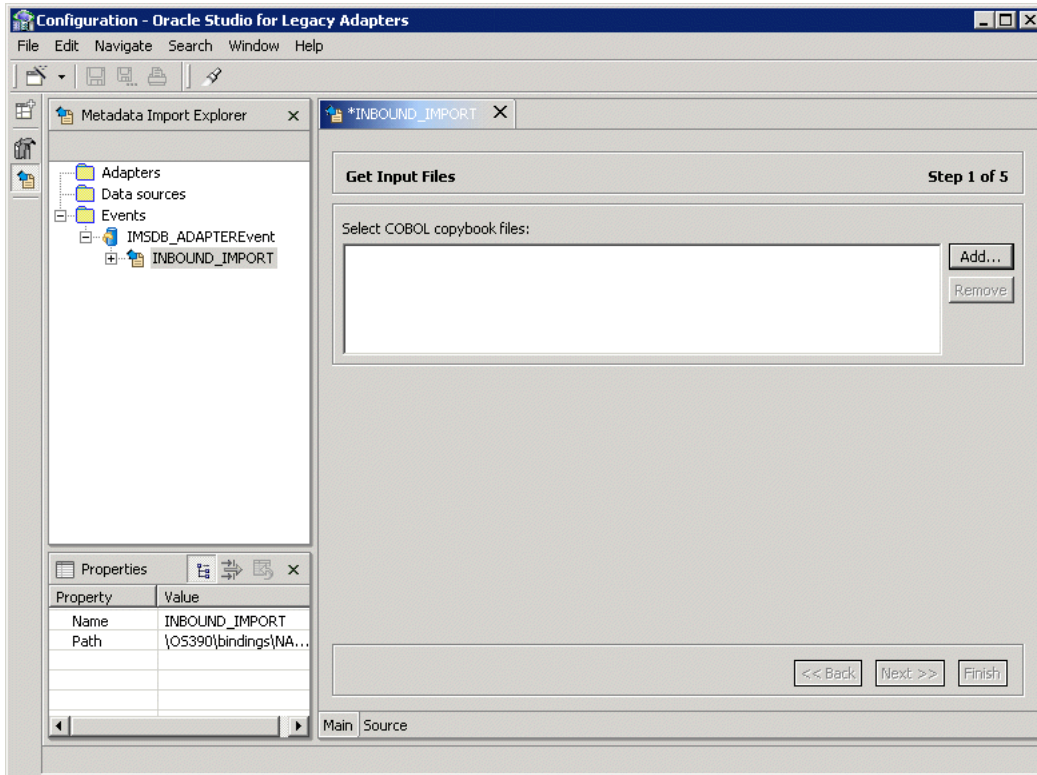 Configuration - Oracle Studio for Legacy Adapters
File Edit Navigate Search Window Help
Metadata Import Explorer
*INBOUND_IMPORT
Adapters
Data sources
Events
IMSDB_ADAPTEREvent
INBOUND_IMPORT
Get Input Files
Step 1 of 5
Select COBOL copybook files:
Add...
Remove
Properties
Property Value
Name INBOUND_IMPORT
Path \OS390\bindings\NA...
<< Back Next >> Finish
Main Source